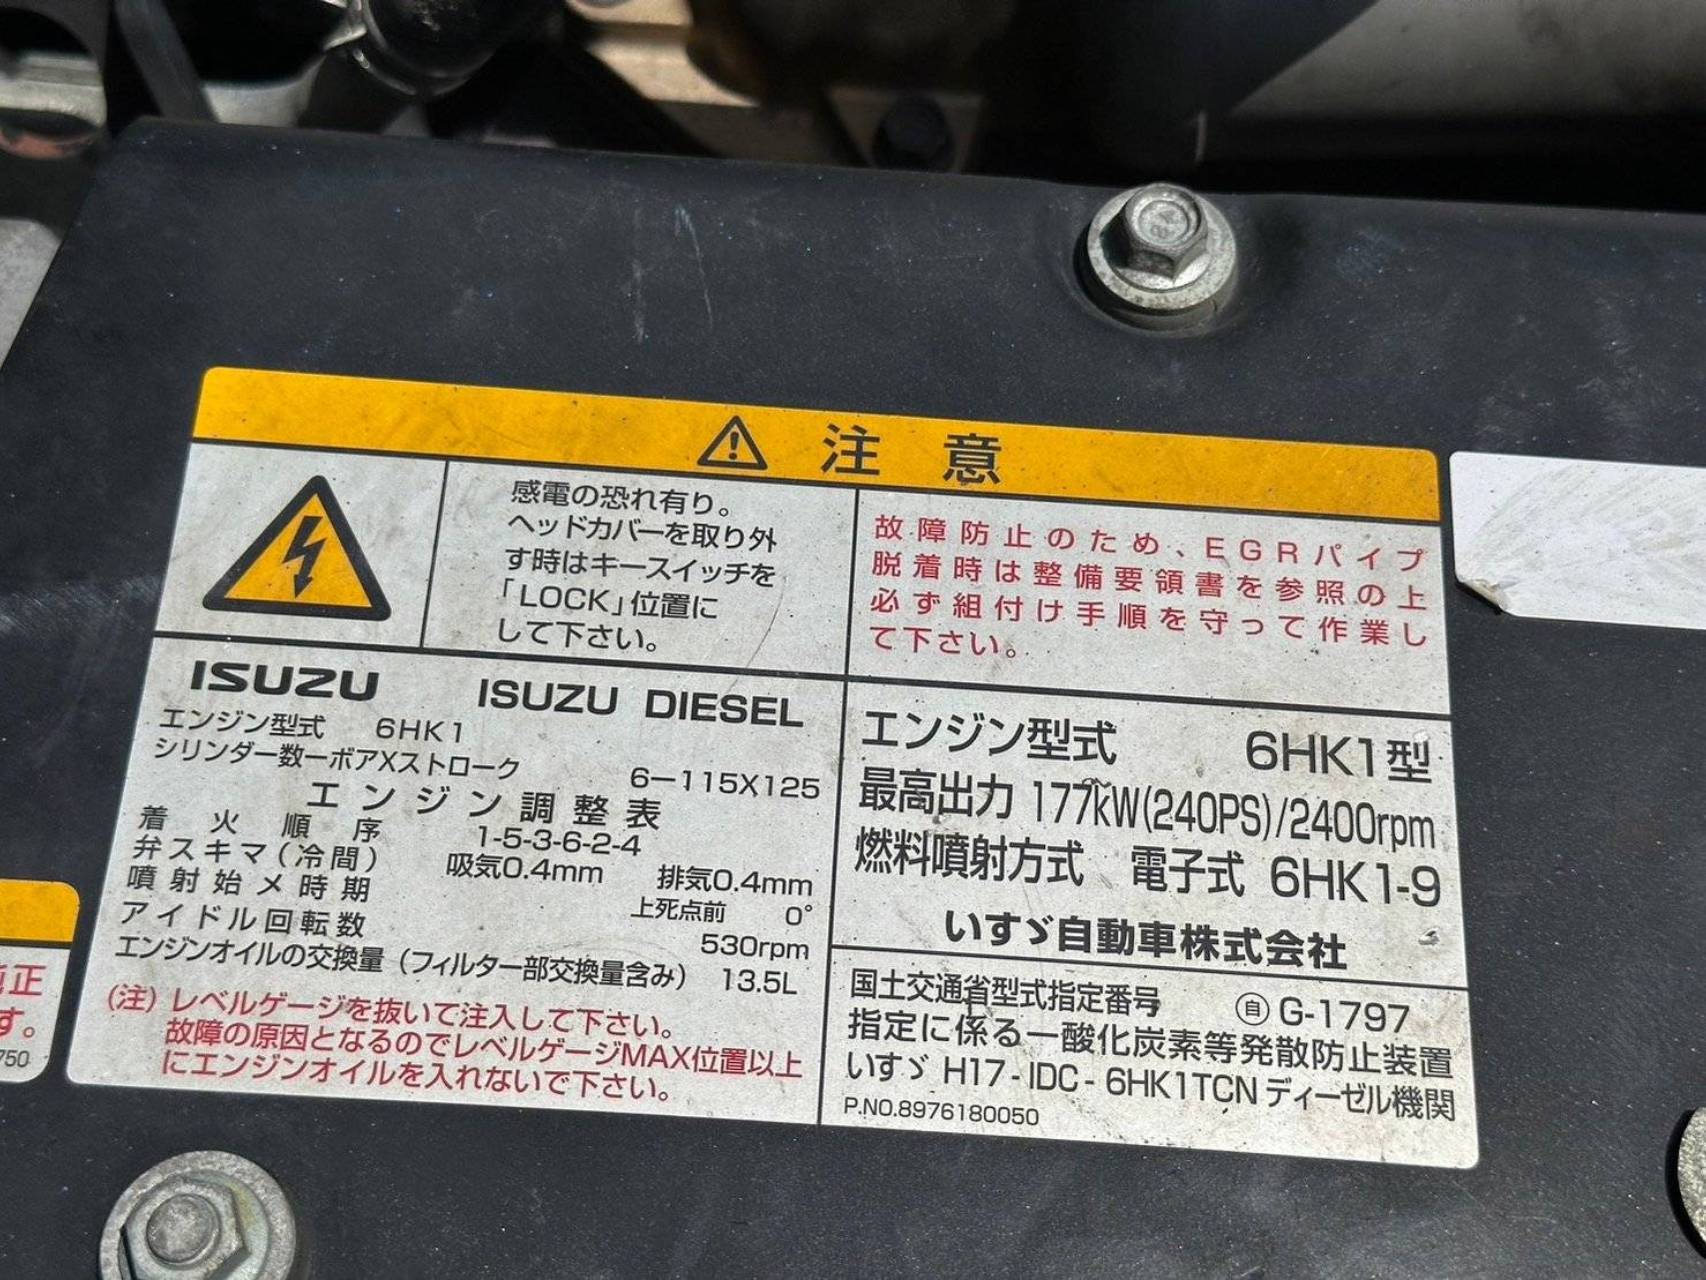 注意
感電の恐れ有り。
ヘッドカバーを取り外
す時はキースイッチを
「LOCK」位置に
して下さい。
故障防止のため、EGRパイプ
脱着時は整備要領書を参照の上
必ず組付け手順を守って作業し
て下さい。
ISUZU ISUZU DIESEL
エンジン型式 6HK1
シリンダー数ーボアXストローク 6ー115X125
エンジン調整表
着火順序 1-5-3-6-2-4
弁スキマ(冷間) 吸気0.4mm 排気0.4mm
噴射始メ時期 上死点前 0°
アイドル回転数 530rpm
エンジンオイルの交換量(フィルター部交換量含み) 13.5L
(注)レベルゲージを抜いて注入して下さい。
故障の原因となるのでレベルゲージMAX位置以上
にエンジンオイルを入れないで下さい。
エンジン型式 6HK1型
最高出力 177kW(240PS)/2400rpm
燃料噴射方式 電子式 6HK1-9
いすゞ自動車株式会社
国土交通省型式指定番号 ㉂G-1797
指定に係る一酸化炭素等発散防止装置
いすゞ H17-IDC-6HK1TCNディーゼル機関
P.NO.8976180050
正
す。
750